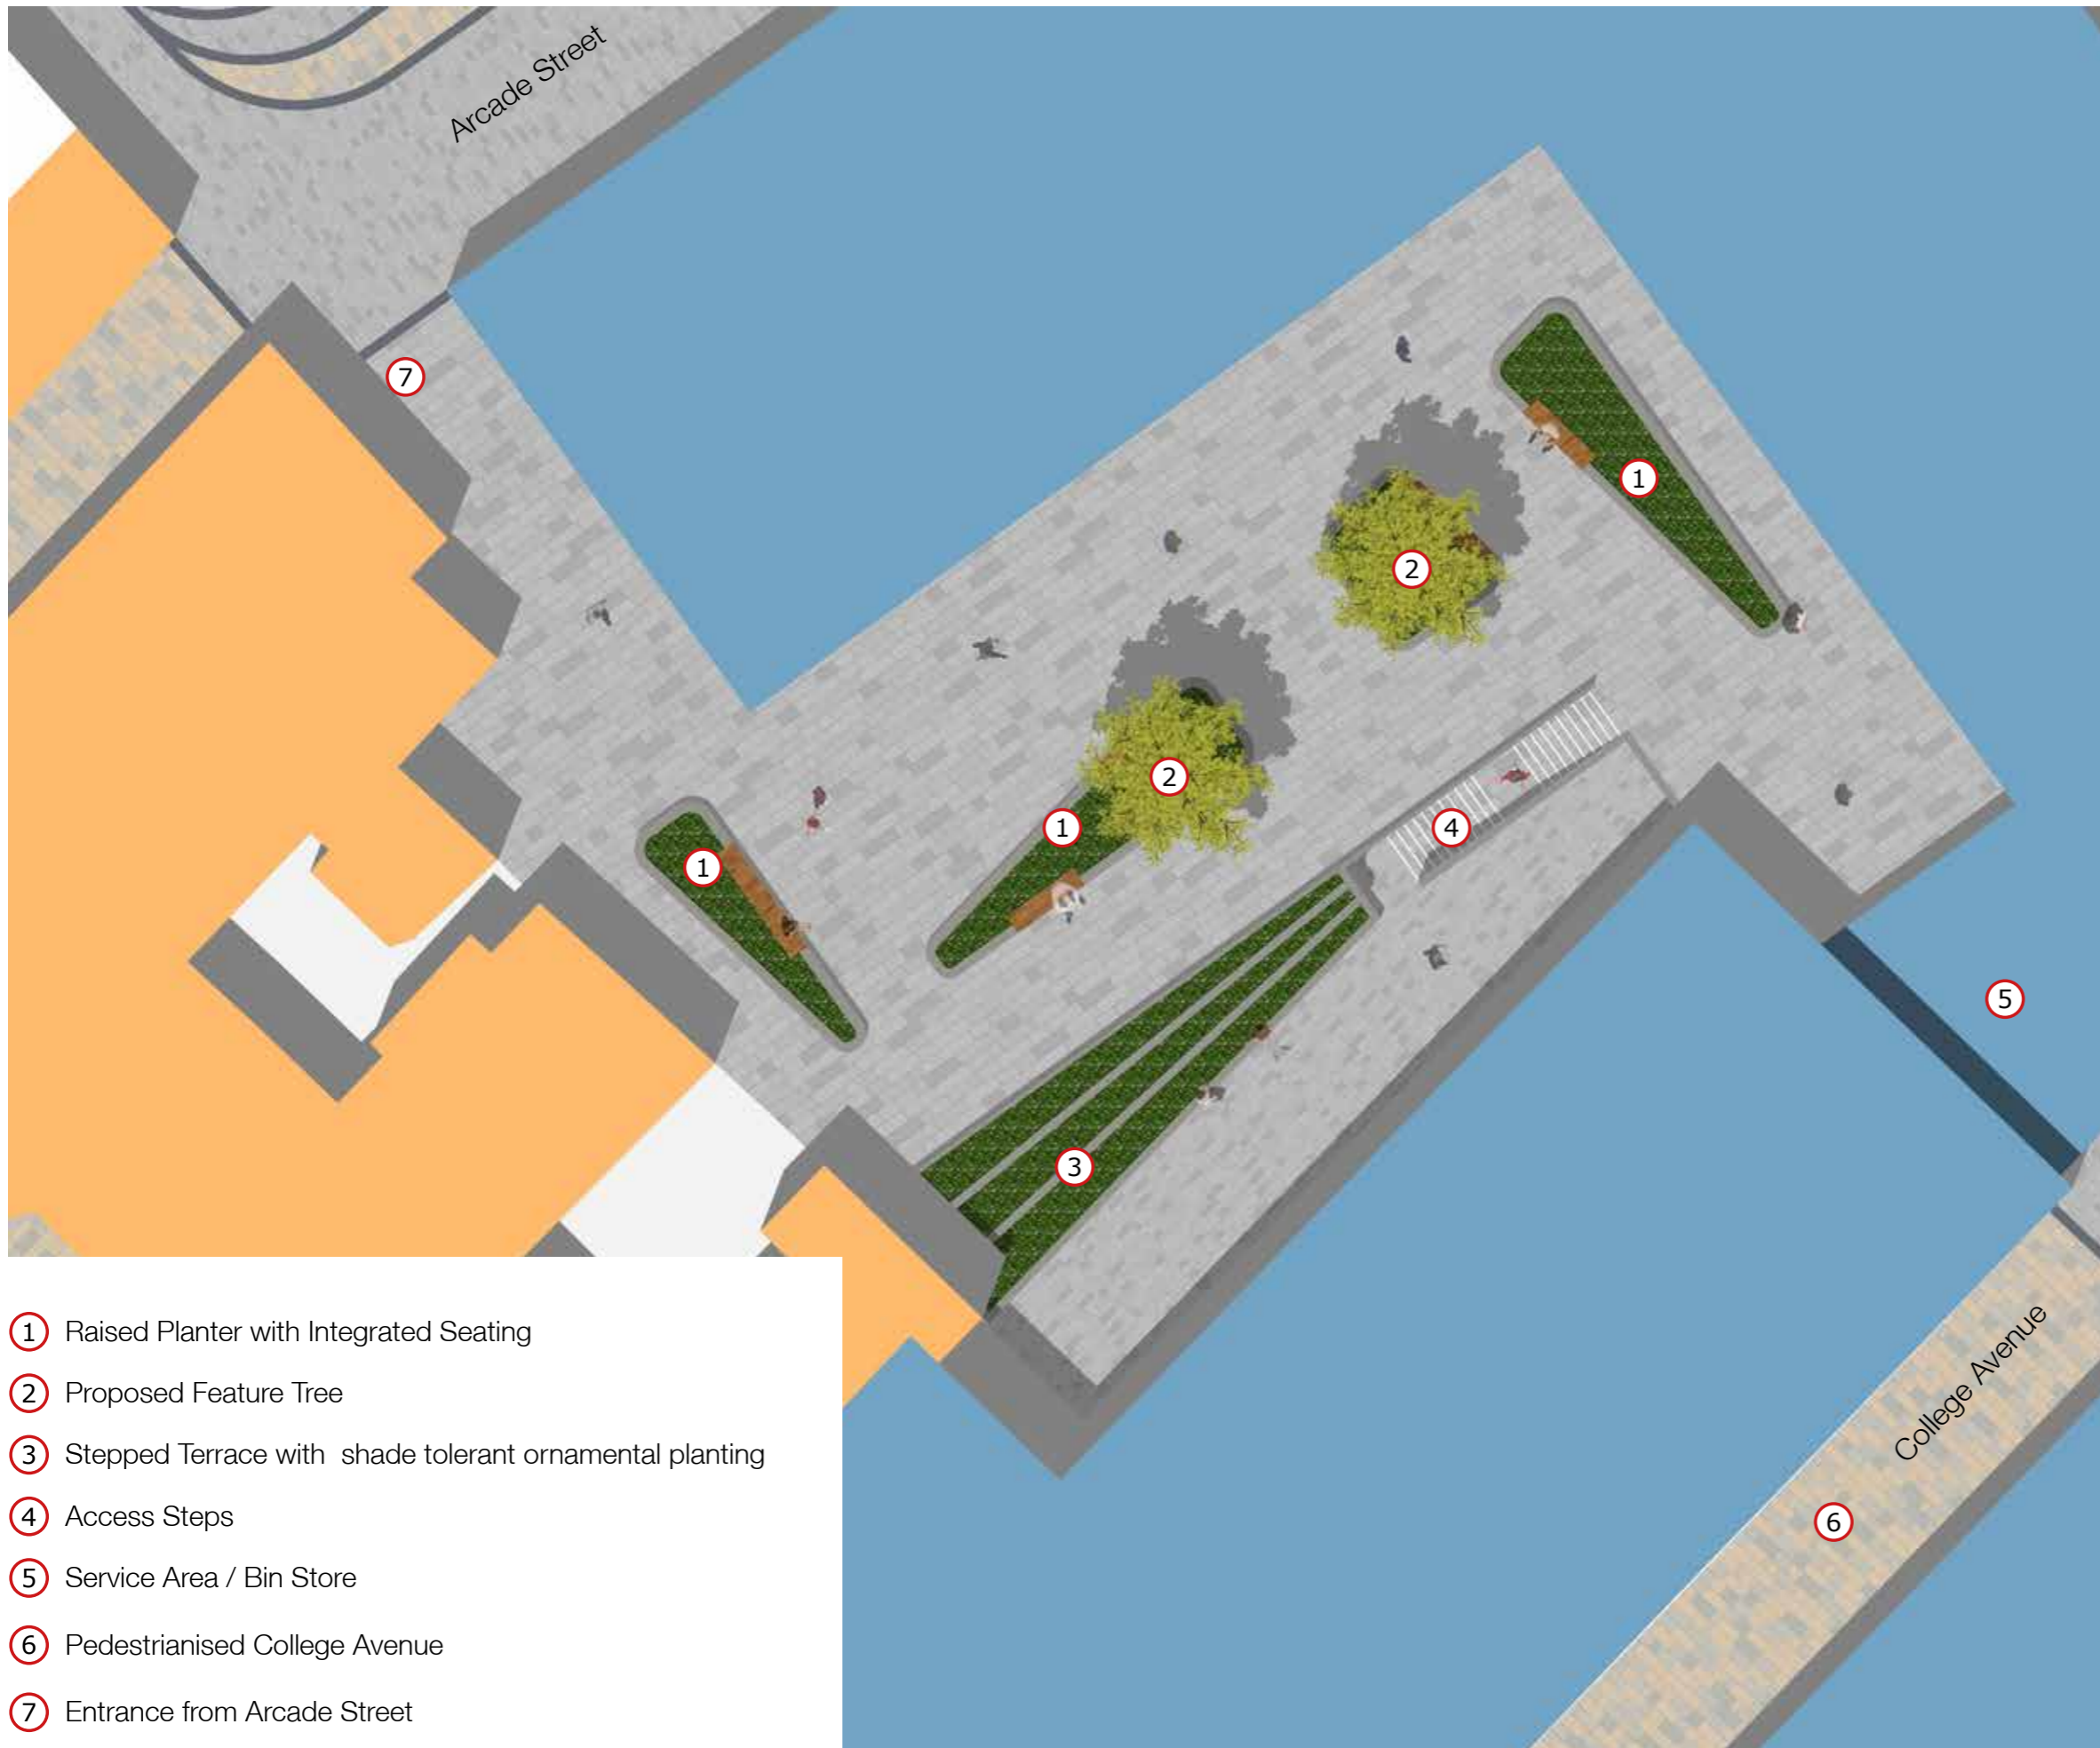 Arcade Street
7
1
2
2
1
1
4
5
3
College Avenue
6
1 Raised Planter with Integrated Seating
2 Proposed Feature Tree
3 Stepped Terrace with  shade tolerant ornamental planting
4 Access Steps
5 Service Area / Bin Store
6 Pedestrianised College Avenue
7 Entrance from Arcade Street